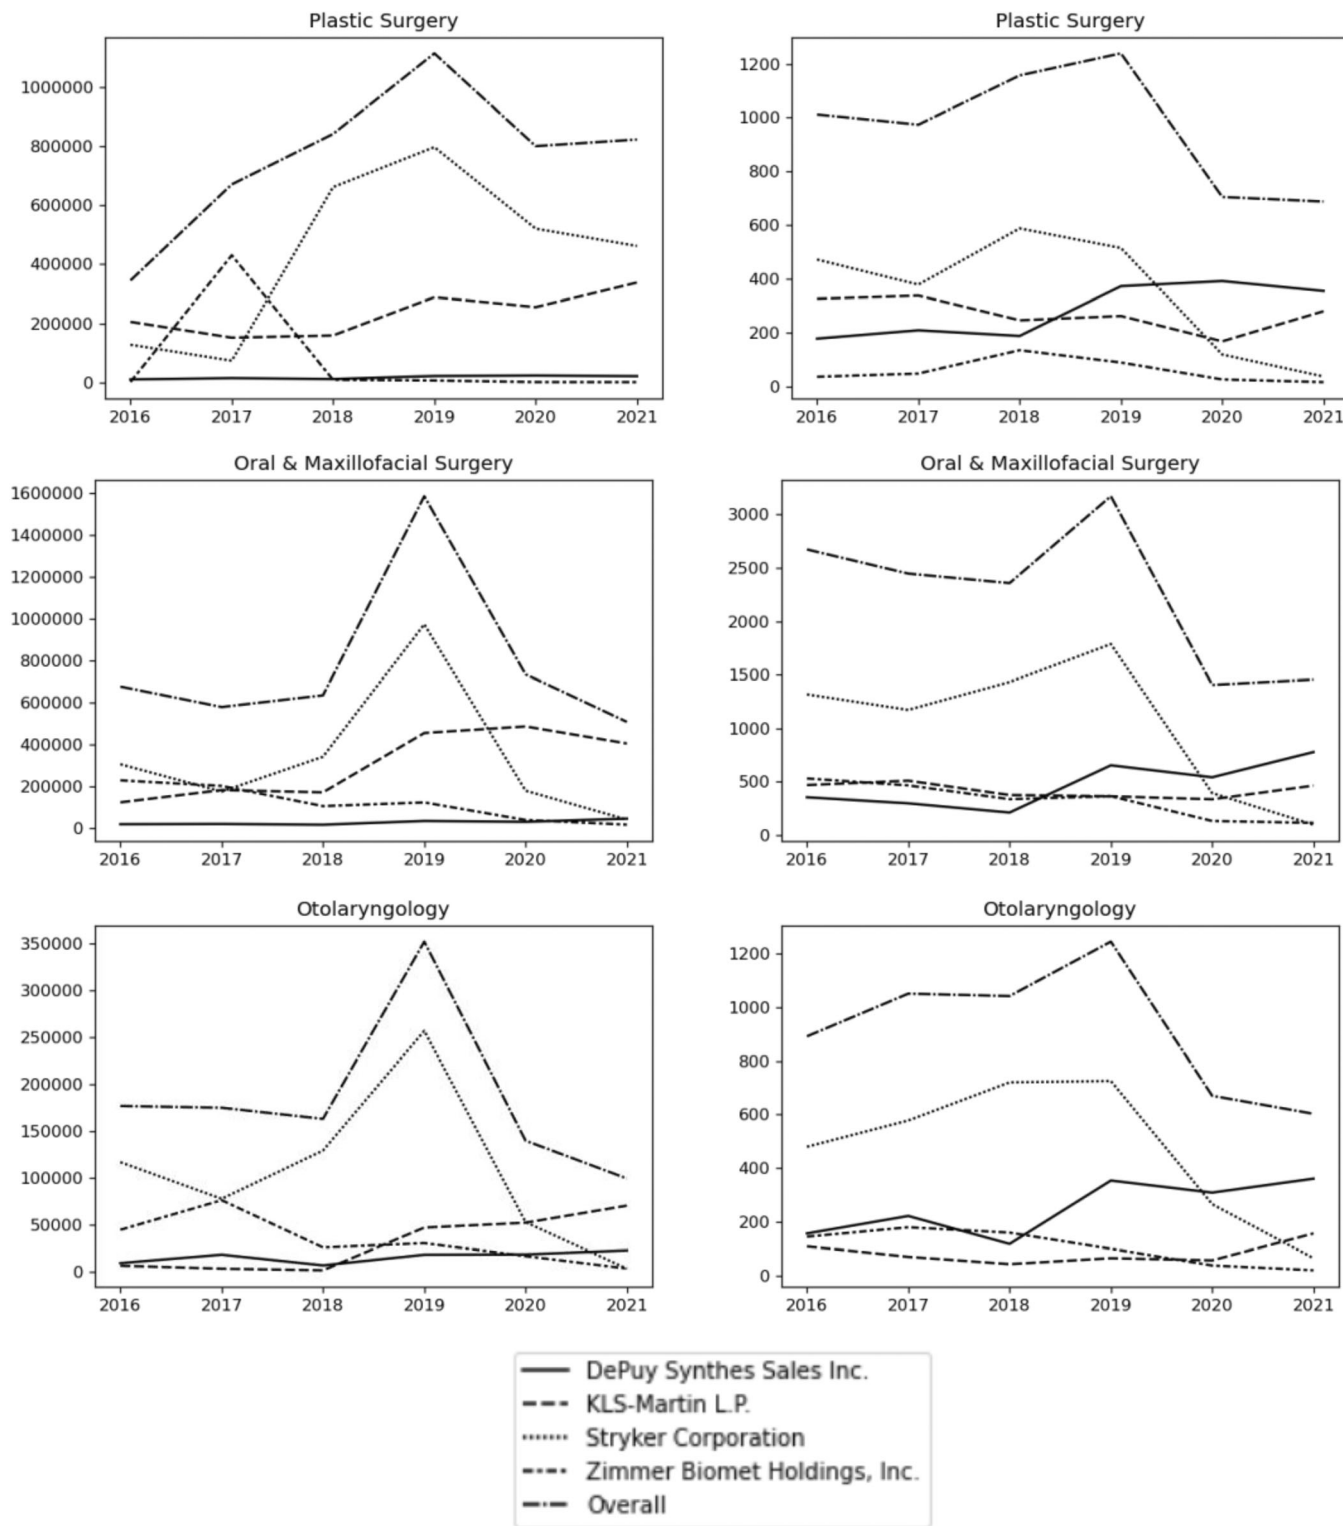 Plastic Surgery
1000000
800000
600000
400000
200000
0
2016 2017 2018 2019 2020 2021
Plastic Surgery
1200
1000
800
600
400
200
0
2016 2017 2018 2019 2020 2021
Oral & Maxillofacial Surgery
1600000
1400000
1200000
1000000
800000
600000
400000
200000
0
2016 2017 2018 2019 2020 2021
Oral & Maxillofacial Surgery
3000
2500
2000
1500
1000
500
0
2016 2017 2018 2019 2020 2021
Otolaryngology
350000
300000
250000
200000
150000
100000
50000
0
2016 2017 2018 2019 2020 2021
Otolaryngology
1200
1000
800
600
400
200
0
2016 2017 2018 2019 2020 2021
DePuy Synthes Sales Inc.
KLS-Martin L.P.
Stryker Corporation
Zimmer Biomet Holdings, Inc.
Overall